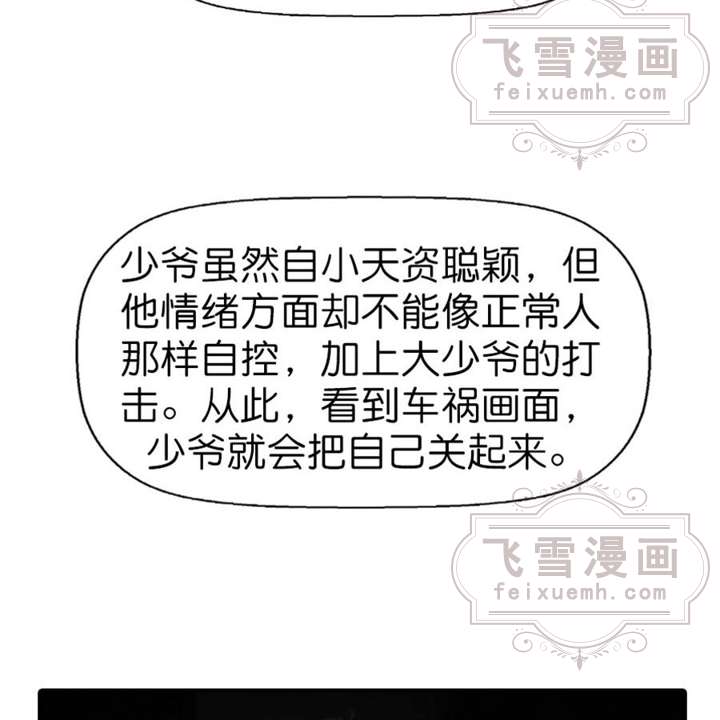 飞雪漫画
feixuemh.com
少爷虽然自小天资聪颖，但
他情绪方面却不能像正常人
那样自控，加上大少爷的打
击。从此，看到车祸画面，
少爷就会把自己关起来。
飞雪漫画
feixuemh.com